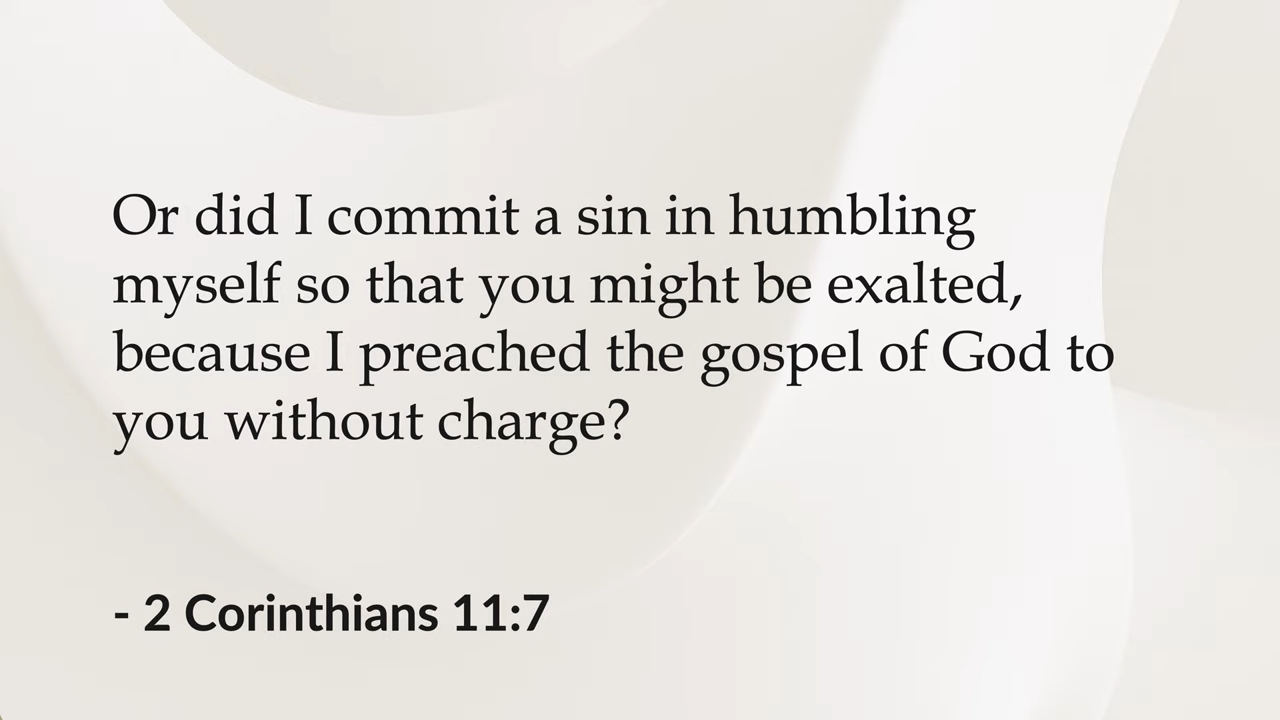 Or did I commit a sin in humbling
myself so that you might be exalted,
because I preached the gospel of God to
you without charge?
- 2 Corinthians 11:7